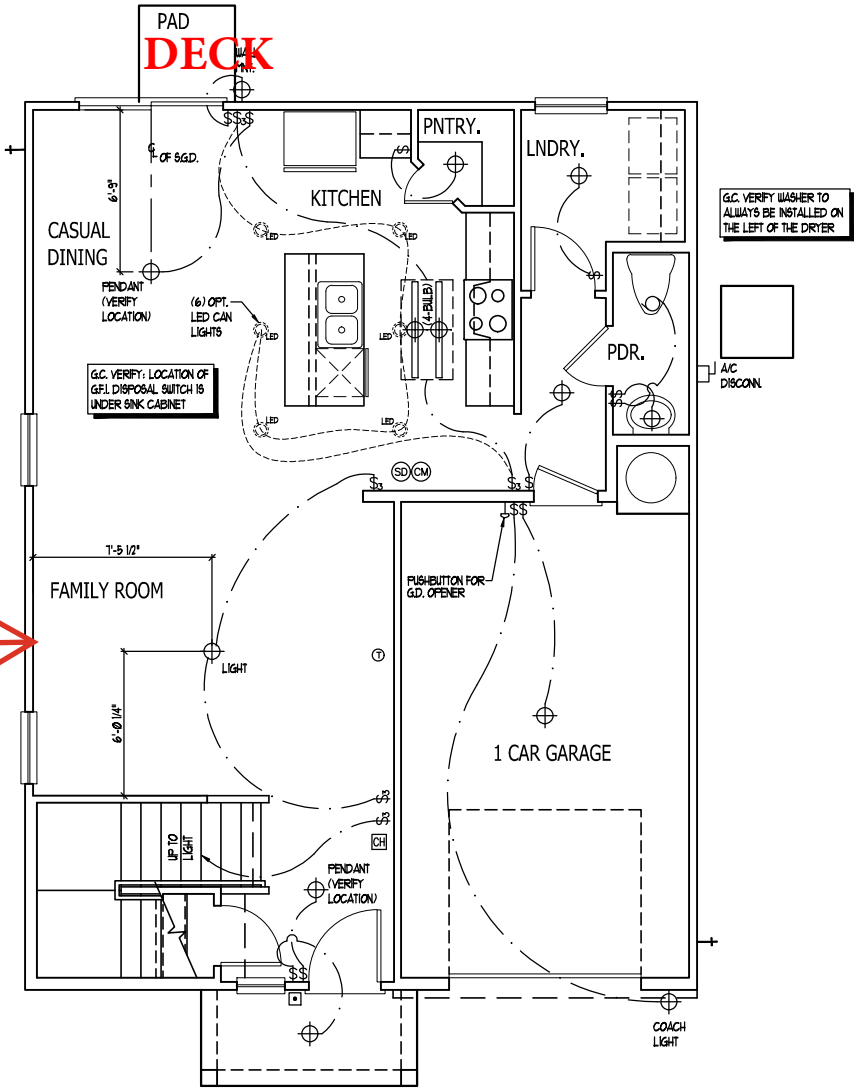 PAD
DECK
PNTRY.
LNDRY.
℄ OF S.G.D.
6'-9"
KITCHEN
CASUAL
DINING
G.C. VERIFY WASHER TO
ALWAYS BE INSTALLED ON
THE LEFT OF THE DRYER
LED
LED
PENDANT
(VERIFY
LOCATION)
(6) OPT.
LED CAN
LIGHTS
(4-BULB)
LED
LED
PDR.
G.C. VERIFY: LOCATION OF
G.F.I. DISPOSAL SWITCH IS
UNDER SINK CABINET
A/C
DISCONN.
LED
LED
SD
CM
3
3
7'-5 1/2"
PUSHBUTTON FOR
G.D. OPENER
FAMILY ROOM
T
LIGHT
6'-0 1/4"
1 CAR GARAGE
3
3
UP TO
LIGHT
CH
PENDANT
(VERIFY
LOCATION)
COACH
LIGHT